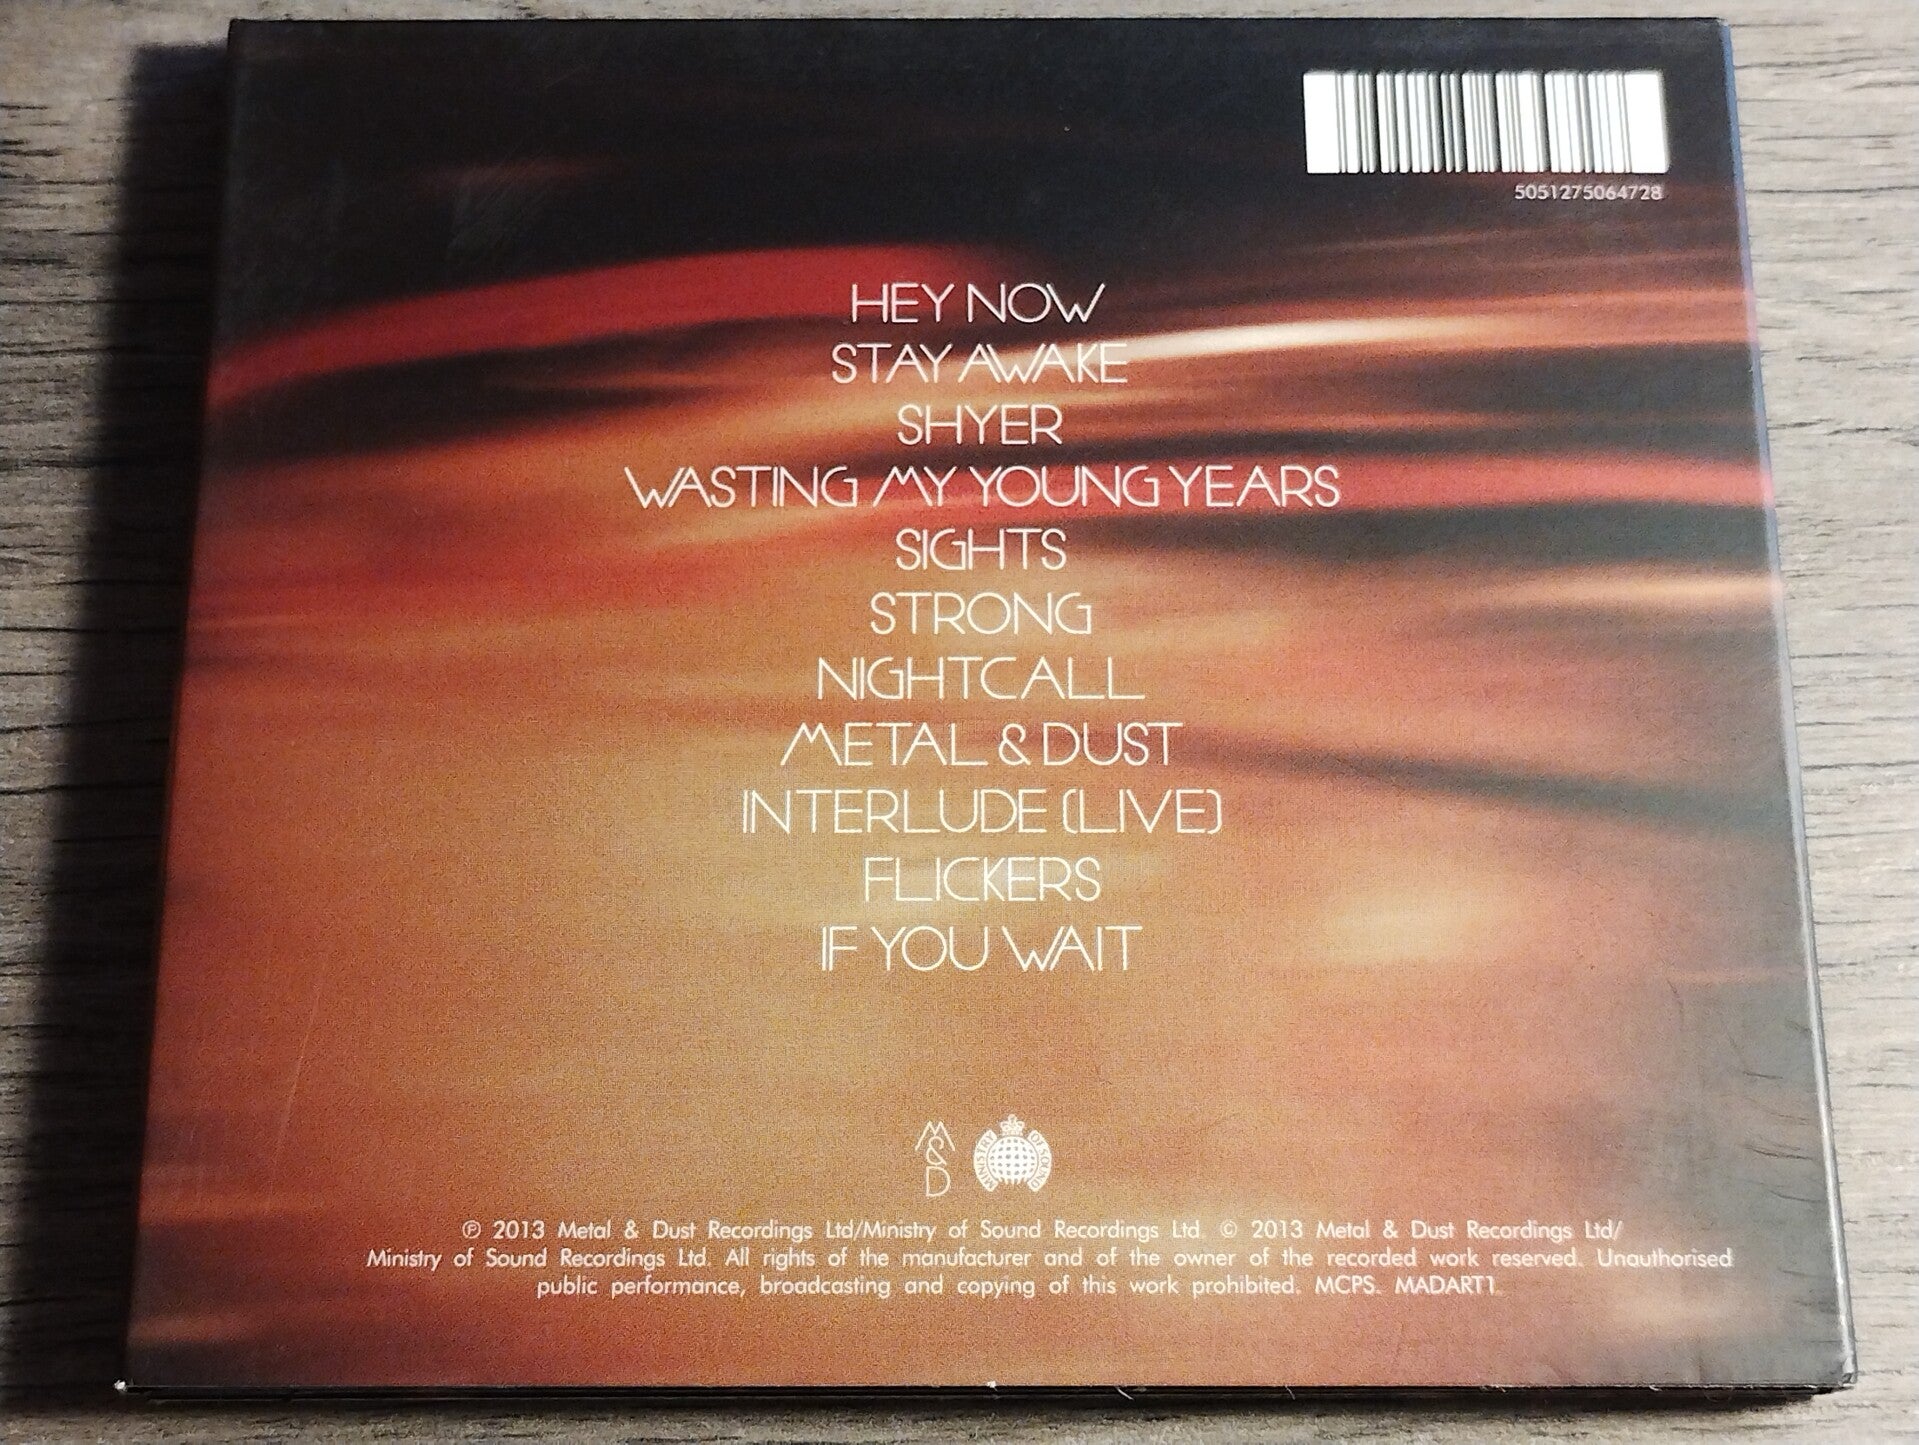 5051275064728
HEY NOW
STAY AWAKE
SHYER
WASTING MY YOUNG YEARS
SIGHTS
STRONG
NIGHTCALL
METAL & DUST
INTERLUDE (LIVE)
FLICKERS
IF YOU WAIT
M&D
MINISTRY OF SOUND
℗ 2013 Metal & Dust Recordings Ltd/Ministry of Sound Recordings Ltd. © 2013 Metal & Dust Recordings Ltd/
Ministry of Sound Recordings Ltd. All rights of the manufacturer and of the owner of the recorded work reserved. Unauthorised
public performance, broadcasting and copying of this work prohibited. MCPS. MADART1.